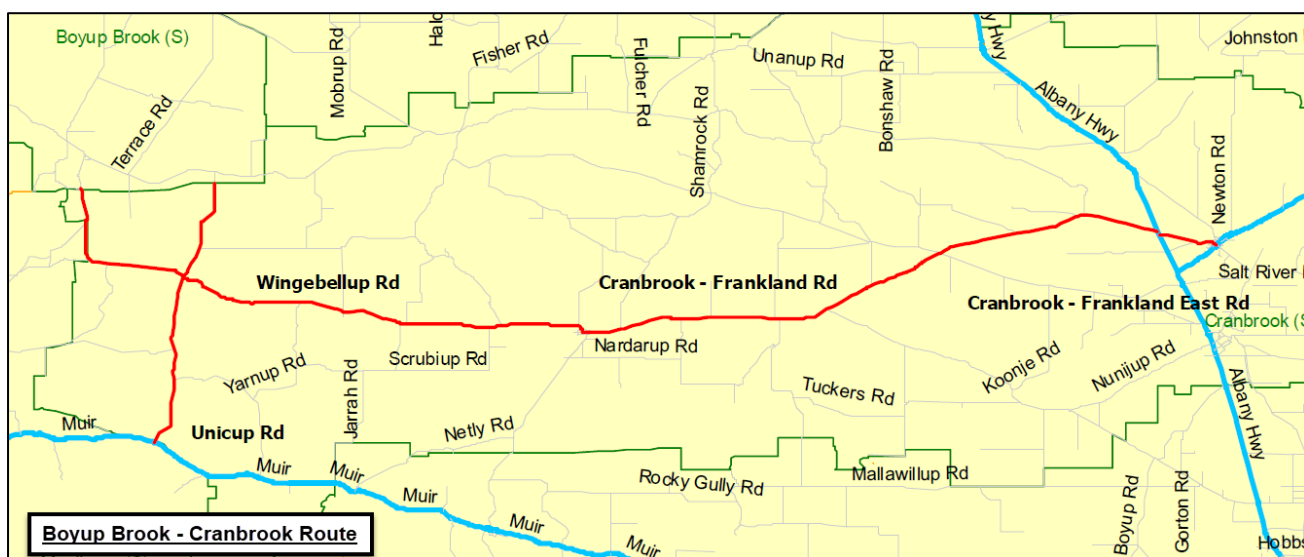 Boyup Brook (S)
Terrace Rd
Mobrup Rd
Fisher Rd
Fulcher Rd
Shamrock Rd
Unanup Rd
Bonshaw Rd
Hwy
Albany Hwy
Johnston
Newton Rd
Salt River
Wingebellup Rd
Cranbrook - Frankland Rd
Cranbrook - Frankland East Rd
Cranbrook (S
Nardarup Rd
Scrubiup Rd
Yarnup Rd
Jarrah Rd
Koonje Rd
Nunijup Rd
Tuckers Rd
Albany Hwy
Netly Rd
Unicup Rd
Muir
Muir
Muir
Muir
Muir
Rocky Gully Rd
Mallawillup Rd
Boyup Rd
Gorton Rd
Hobbs
Boyup Brook - Cranbrook Route